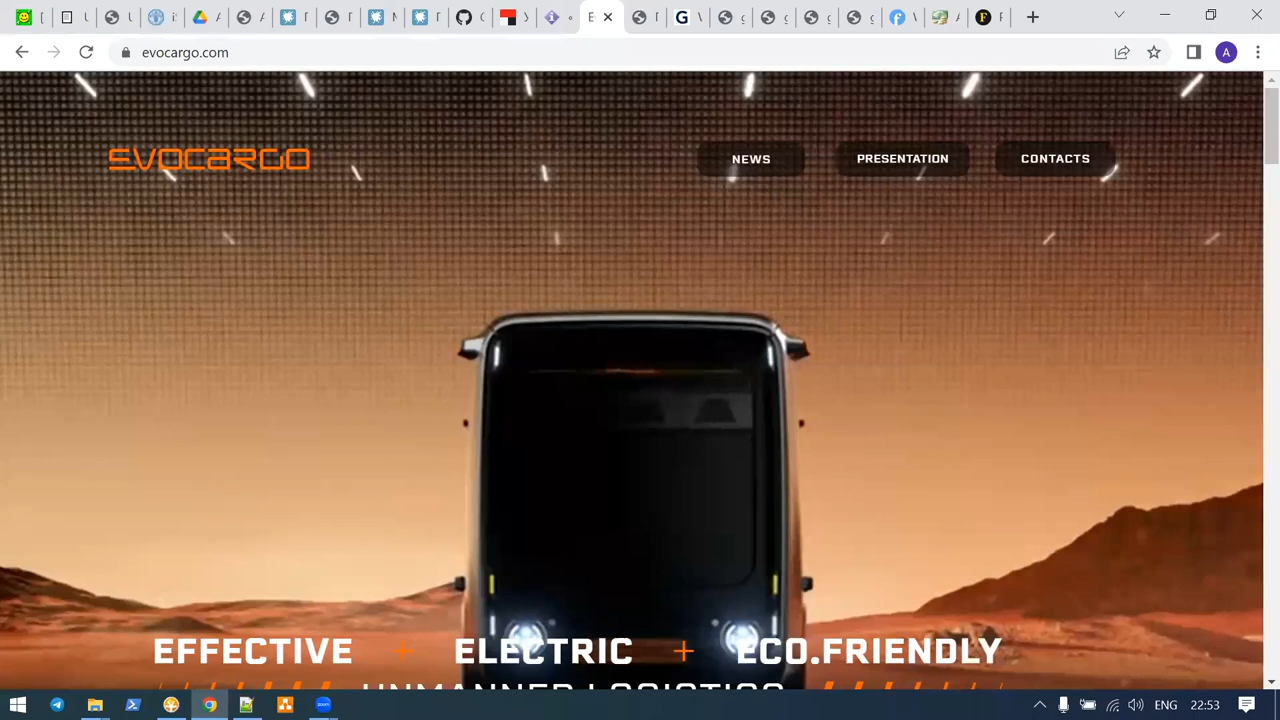 evocargo.com
A
EVOCARGO
NEWS
PRESENTATION
CONTACTS
EFFECTIVE + ELECTRIC + ECO.FRIENDLY
ENG
22:53